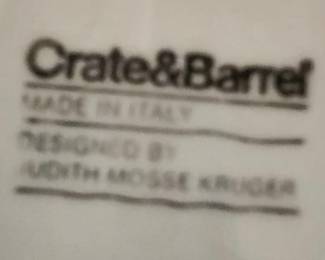 Crate&Barrel
MADE IN ITALY
DESIGNED BY
JUDITH MOSSE KRUGER